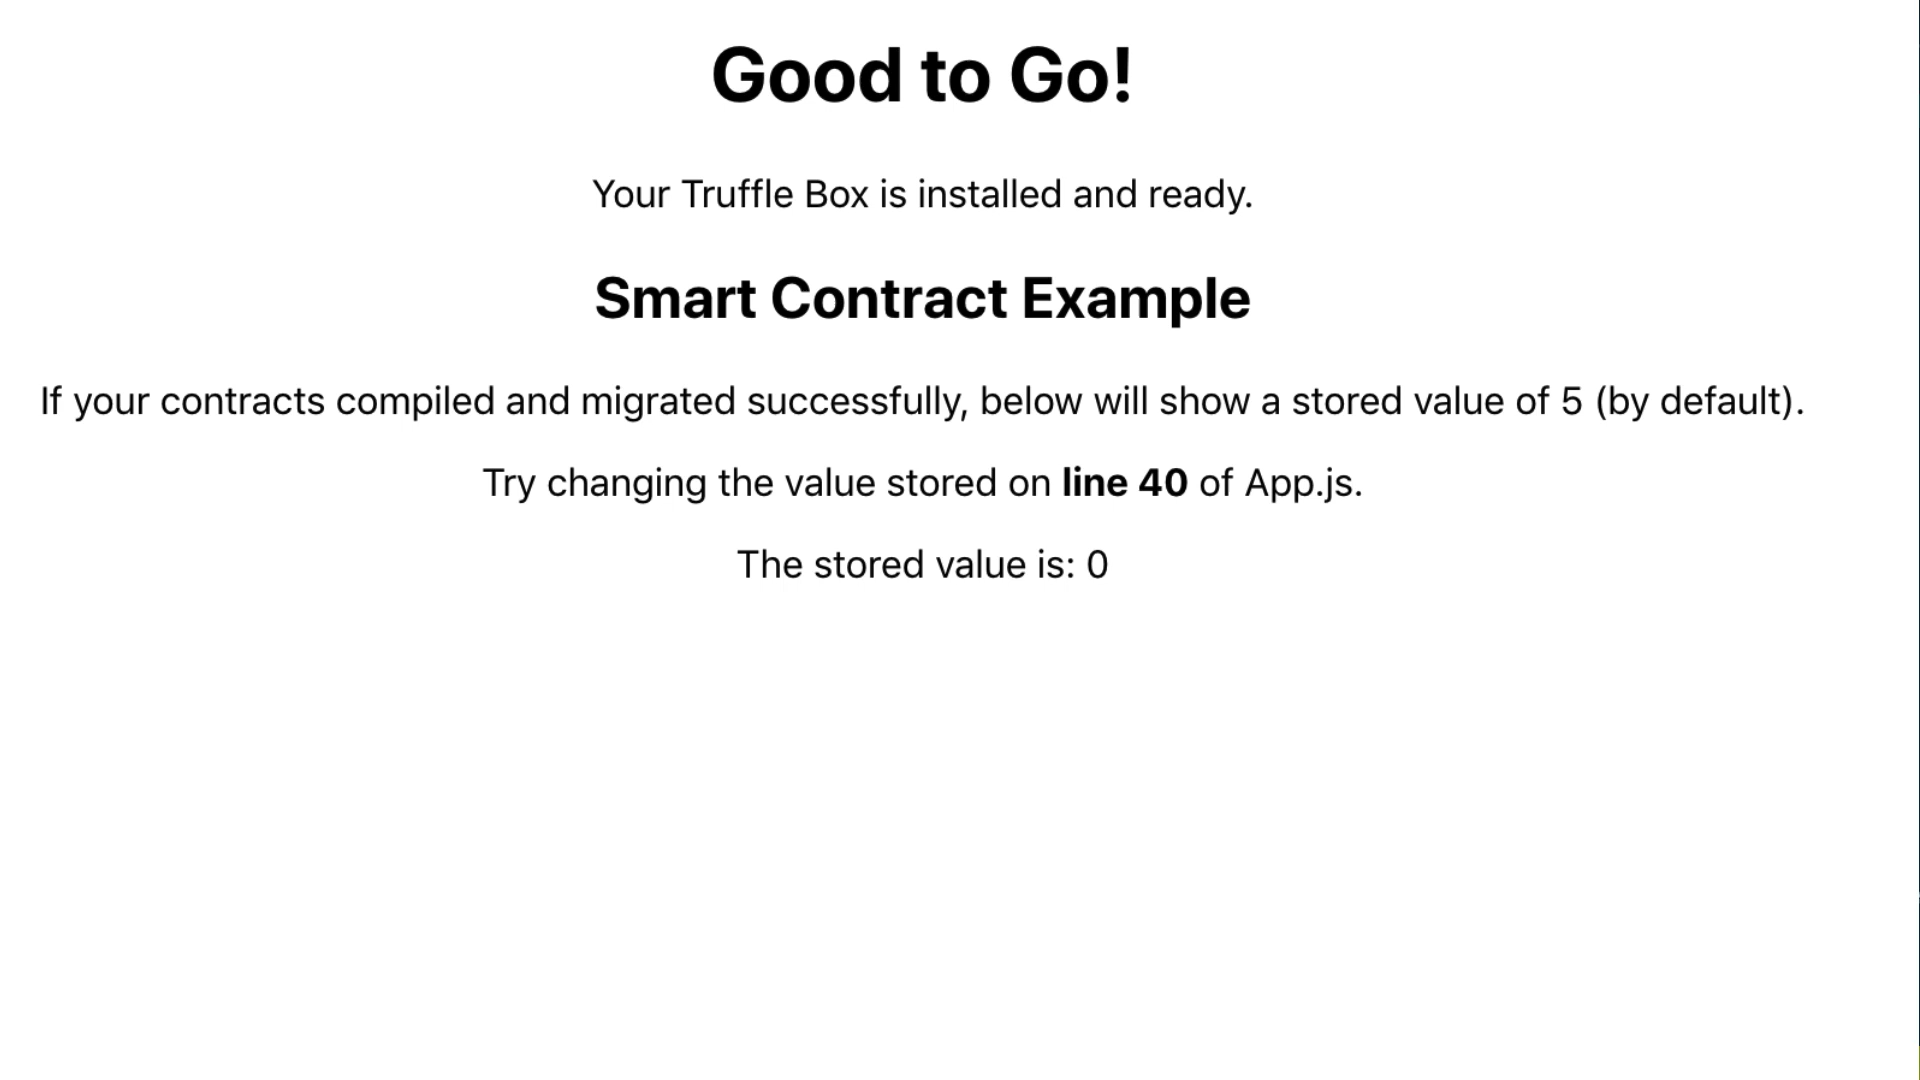 Good to Go!
Your Truffle Box is installed and ready.
Smart Contract Example
If your contracts compiled and migrated successfully, below will show a stored value of 5 (by default).
Try changing the value stored on line 40 of App.js.
The stored value is: 0